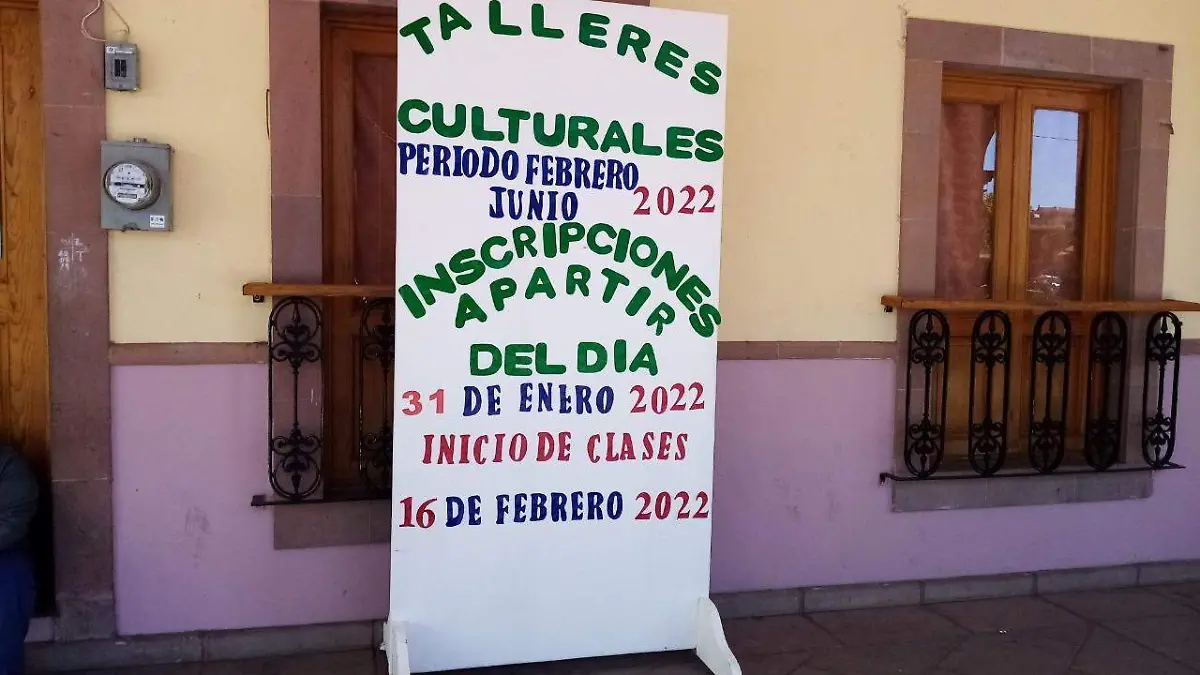 TALLERES
CULTURALES
PERIODO FEBRERO
JUNIO 2022
INSCRIPCIONES
APARTIR
DEL DIA
31 DE ENERO 2022
INICIO DE CLASES
16 DE FEBRERO 2022